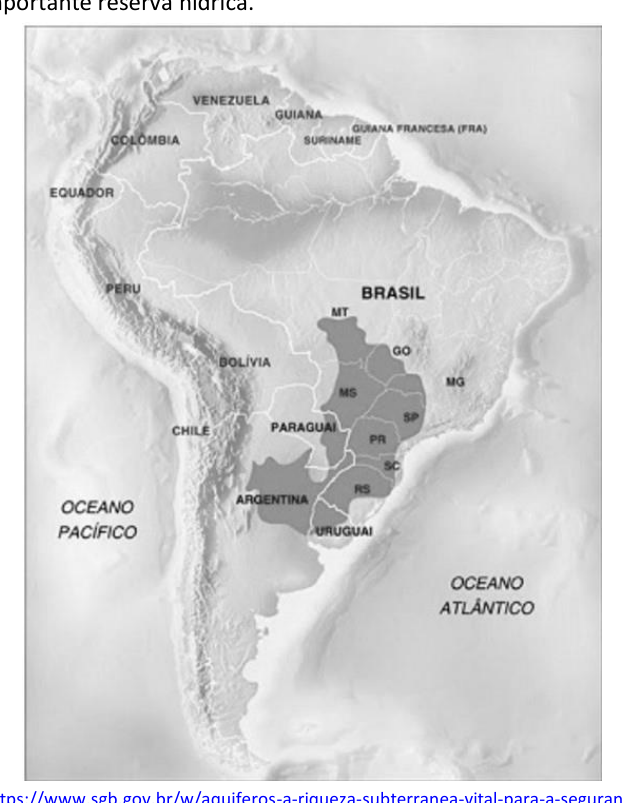 mportante reserva hídrica.
VENEZUELA
GUIANA
GUIANA FRANCESA (FRA)
SURINAME
COLÔMBIA
EQUADOR
PERU
BRASIL
MT
GO
BOLÍVIA
MG
MS
SP
PARAGUAI
CHILE
PR
SC
RS
ARGENTINA
OCEANO
PACÍFICO
URUGUAI
OCEANO
ATLÂNTICO
tps://www.sgb.gov.br/w/aquiferos-a-riqueza-subterranea-vital-para-a-seguran